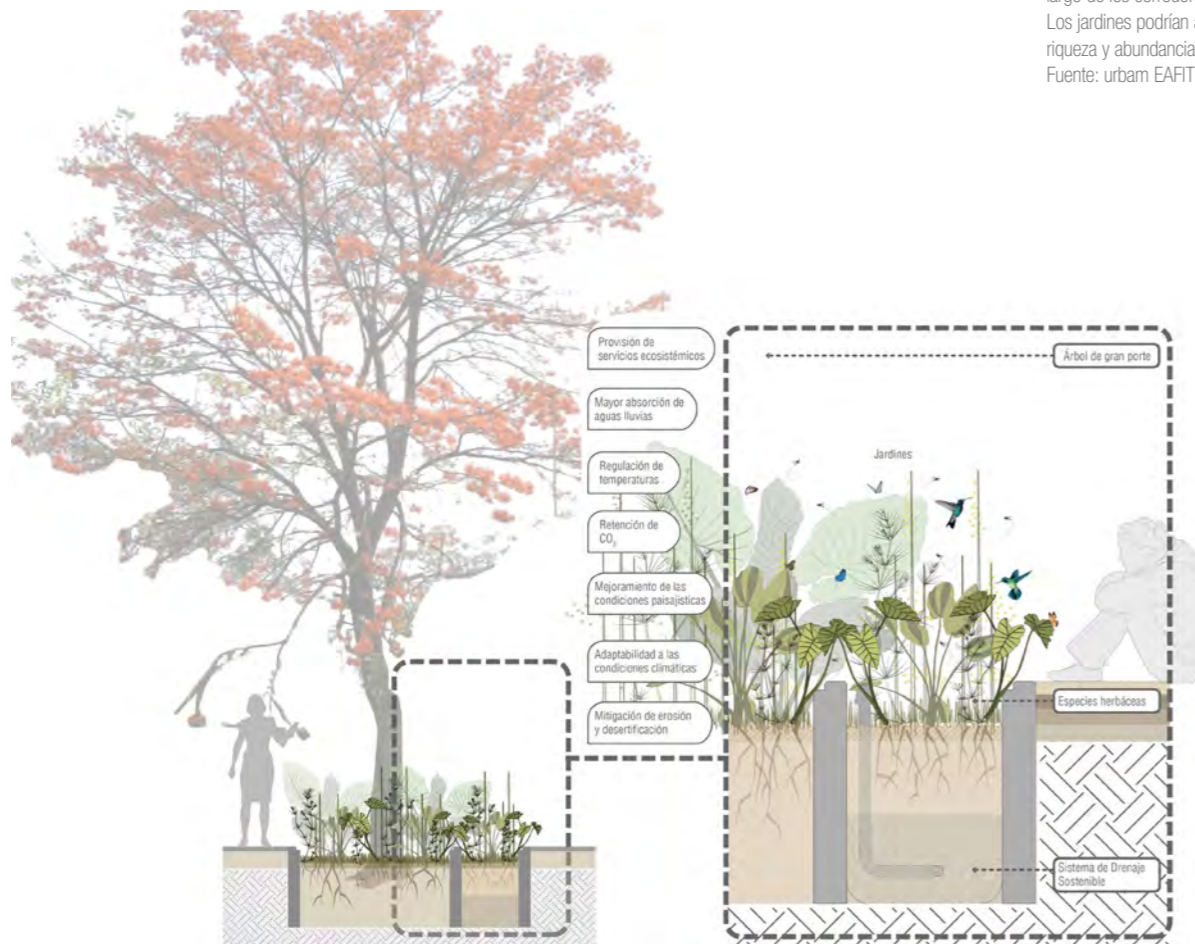 largo de los
Los jardines podrían
riqueza y abundancia
Fuente: urbam EAFIT
Provisión de
servicios ecosistémicos
Mayor absorción de
aguas lluvias
Regulación de
temperaturas
Retención de
CO₂
Mejoramiento de las
condiciones paisajísticas
Adaptabilidad a las
condiciones climáticas
Mitigación de erosión
y desertificación
Árbol de gran porte
Jardines
Especies herbáceas
Sistema de Drenaje
Sostenible